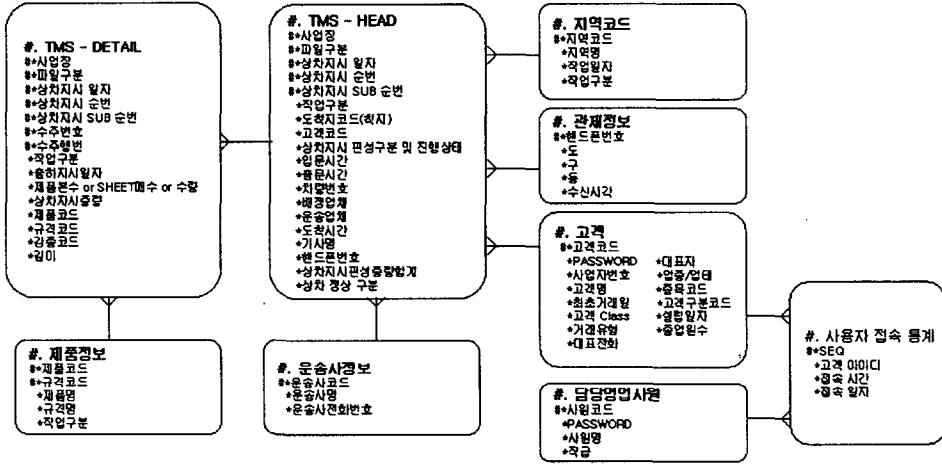 #. TMS - DETAIL
#*사업장
#*파일구분
#*상차지시 일자
#*상차지시 순번
#*상차지시 SUB 순번
#*수주번호
#*수주행번
*작업구분
*출하지시일자
*제품본수 or SHEET매수 or 수량
*상차지시중량
*제품코드
*규격코드
*강종코드
*길이
#. TMS - HEAD
#*사업장
#*파일구분
#*상차지시 일자
#*상차지시 순번
#*상차지시 SUB 순번
*작업구분
*도착지코드(착지)
*고객코드
*상차지시 편성구분 및 진행상태
*입문시간
*출문시간
*차량번호
*배정업체
*운송업체
*도착시간
*기사명
*핸드폰번호
*상차지시편성중량합계
*상차 정상 구분
#. 지역코드
#*지역코드
*지역명
*작업일자
*작업구분
#. 관제정보
#*핸드폰번호
*도
*구
*동
*수신시각
#. 고객
#*고객코드
*PASSWORD *대표자
*사업자번호 *업종/업태
*고객명 *종목코드
*최초거래일 *고객구분코드
*고객 Class *설립일자
*거래유형 *종업원수
*대표전화
#. 제품정보
#*제품코드
#*규격코드
*제품명
*규격명
*작업구분
#. 운송사정보
#*운송사코드
*운송사명
*운송사전화번호
#. 담당영업사원
#*사원코드
*PASSWORD
*사원명
*직급
#. 사용자 접속 통계
#*SEQ
*고객 아이디
*접속 시간
*접속 일자